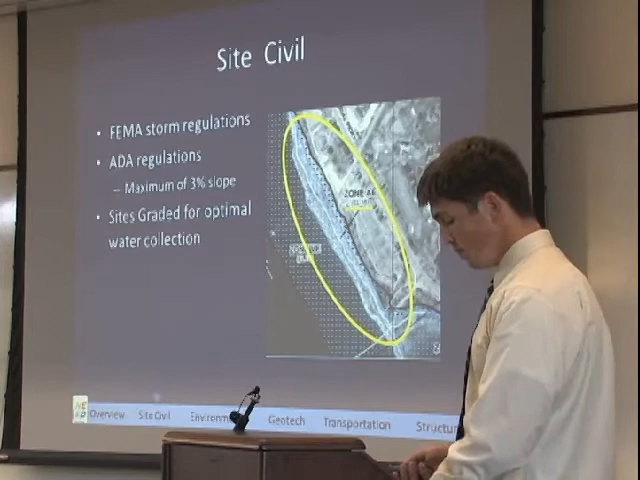 Site Civil
• FEMA storm regulations
• ADA regulations
– Maximum of 3% slope
• Sites Graded for optimal
water collection
ZONE AE
Overview Site Civil Geotech Transportation